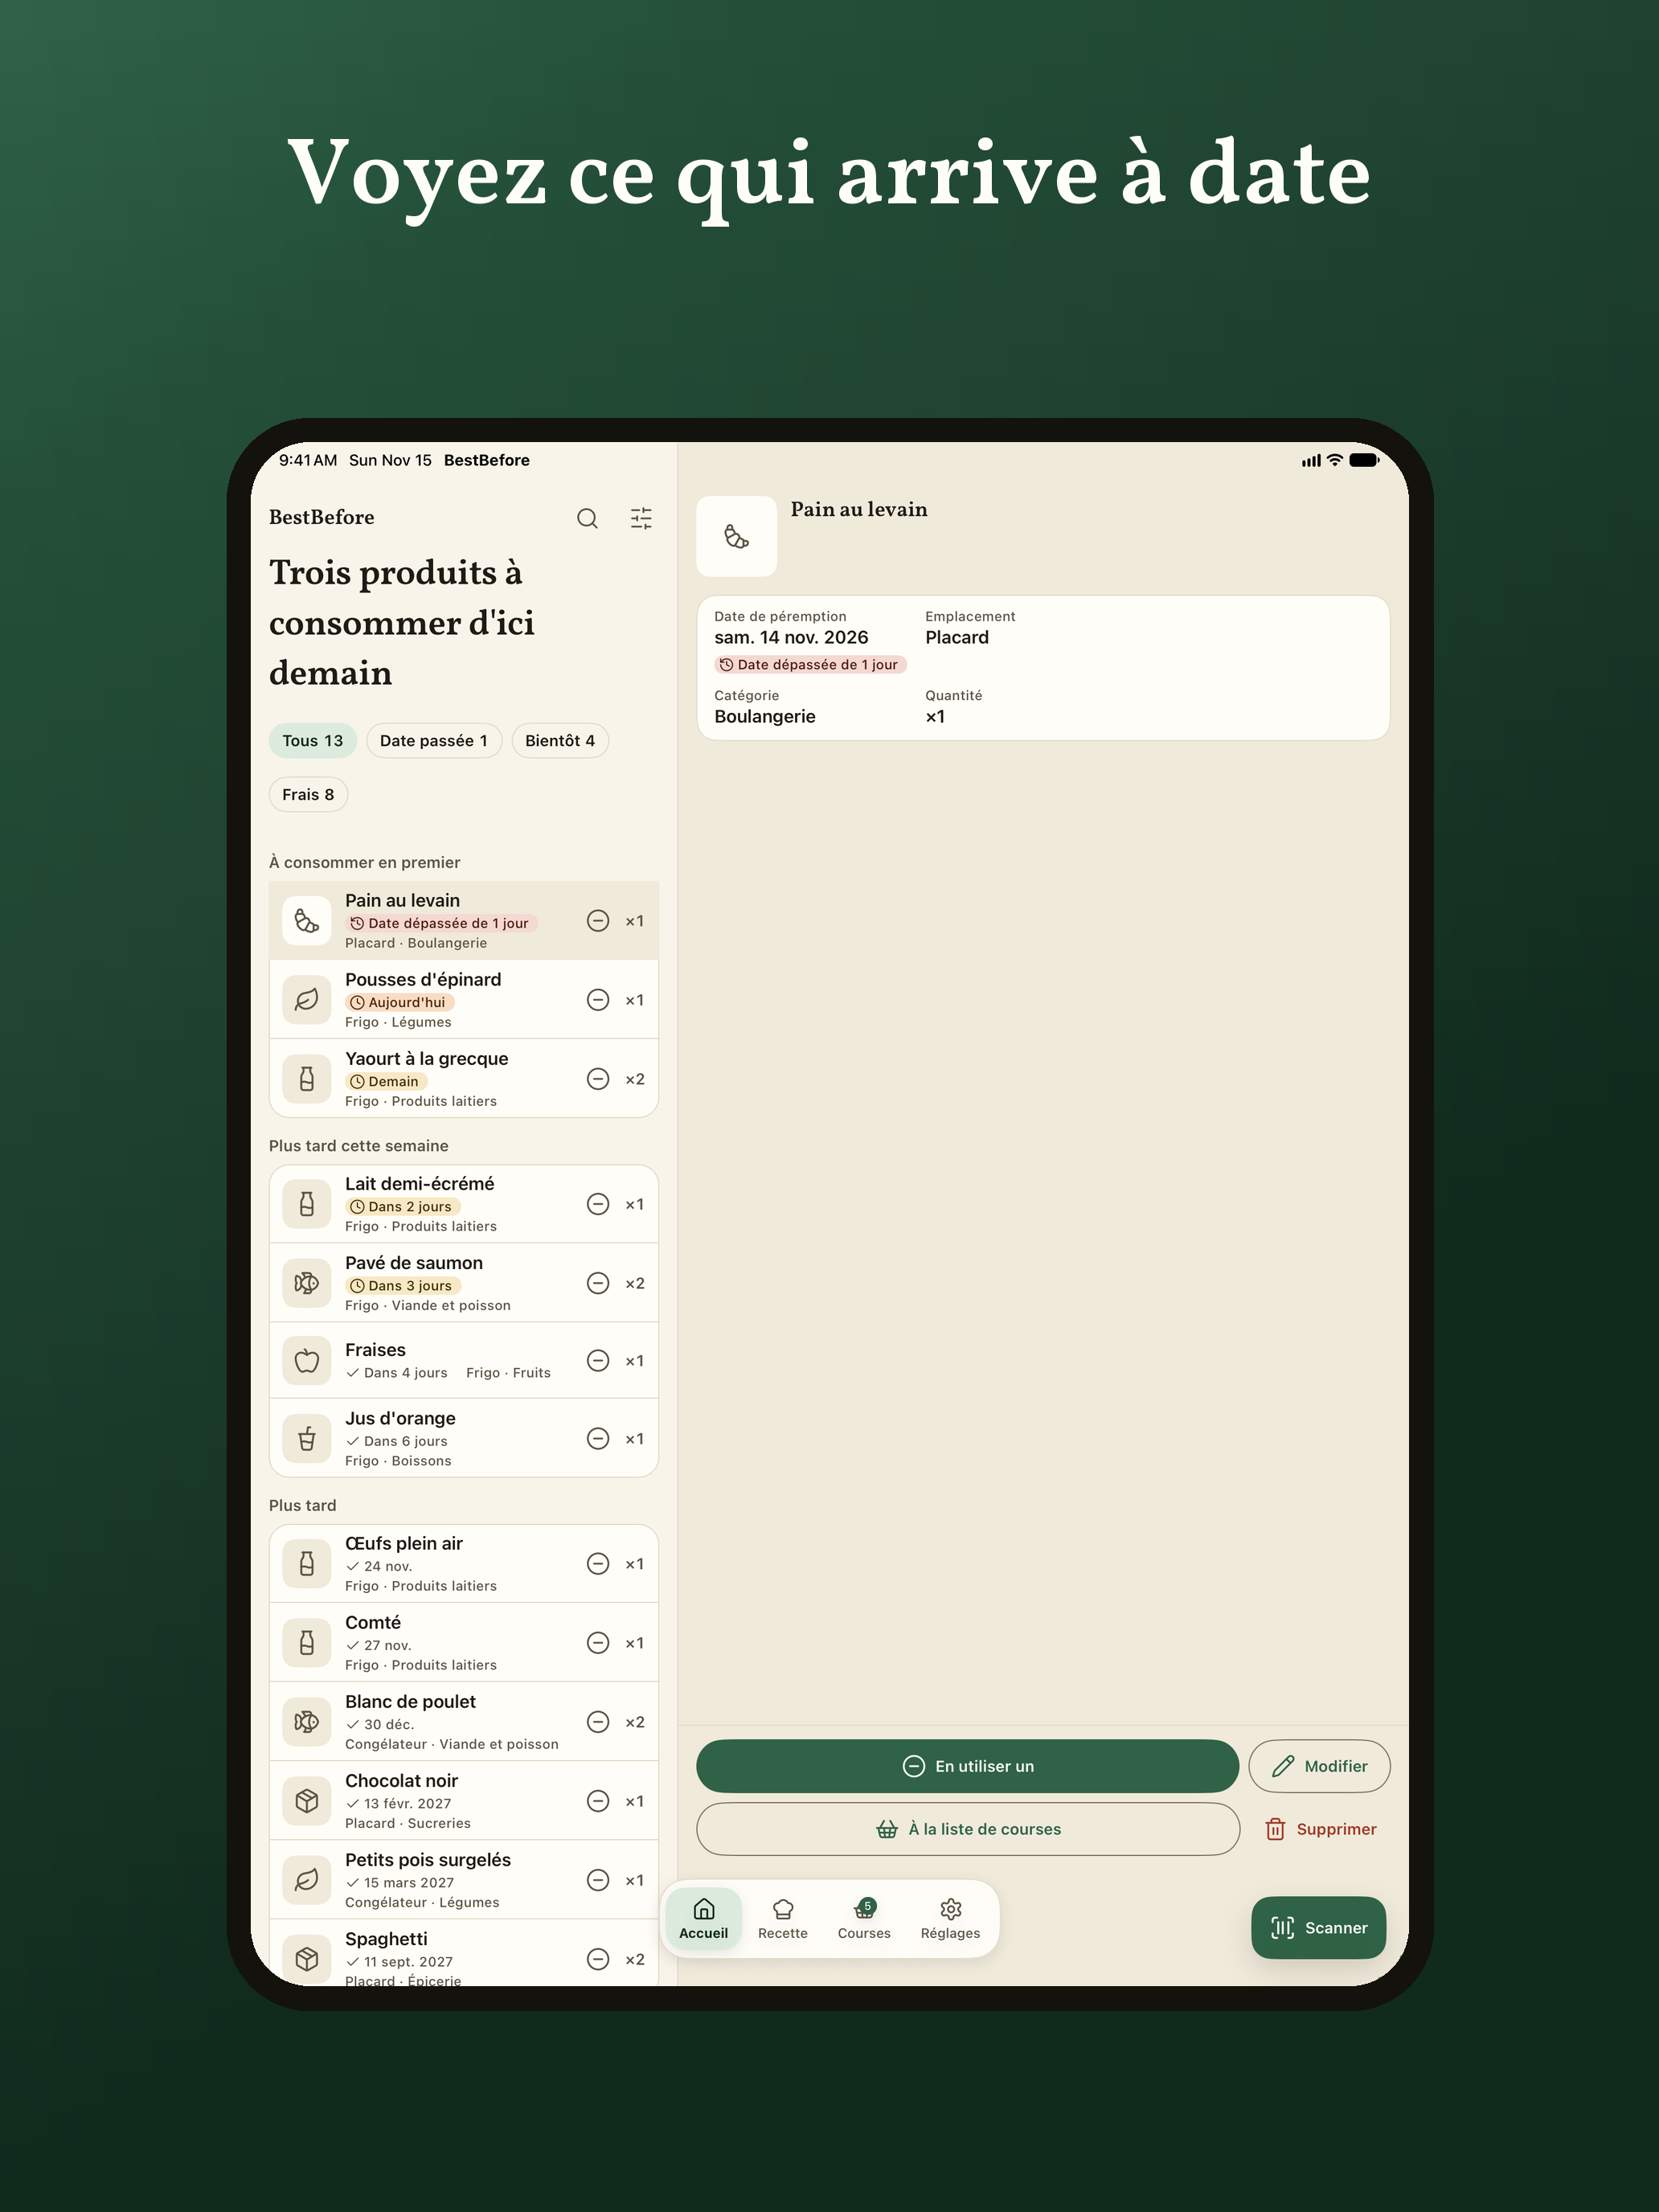 Voyez ce qui arrive à date
9:41 AM Sun Nov 15 BestBefore
BestBefore
Trois produits à
consommer d'ici
demain
Tous 13
Date passée 1
Bientôt 4
Frais 8
À consommer en premier
Pain au levain
Date dépassée de 1 jour
Placard · Boulangerie
×1
Pousses d'épinard
Aujourd'hui
Frigo · Légumes
×1
Yaourt à la grecque
Demain
Frigo · Produits laitiers
×2
Plus tard cette semaine
Lait demi-écrémé
Dans 2 jours
Frigo · Produits laitiers
×1
Pavé de saumon
Dans 3 jours
Frigo · Viande et poisson
×2
Fraises
Dans 4 jours Frigo · Fruits
×1
Jus d'orange
Dans 6 jours
Frigo · Boissons
×1
Plus tard
Œufs plein air
24 nov.
Frigo · Produits laitiers
×1
Comté
27 nov.
Frigo · Produits laitiers
×1
Blanc de poulet
30 déc.
Congélateur · Viande et poisson
×2
Chocolat noir
13 févr. 2027
Placard · Sucreries
×1
Petits pois surgelés
15 mars 2027
Congélateur · Légumes
×1
Spaghetti
11 sept. 2027
Placard · Épicerie
×2
Pain au levain
Date de péremption
sam. 14 nov. 2026
Date dépassée de 1 jour
Emplacement
Placard
Catégorie
Boulangerie
Quantité
×1
En utiliser un
Modifier
À la liste de courses
Supprimer
Accueil
Recette
5
Courses
Réglages
Scanner